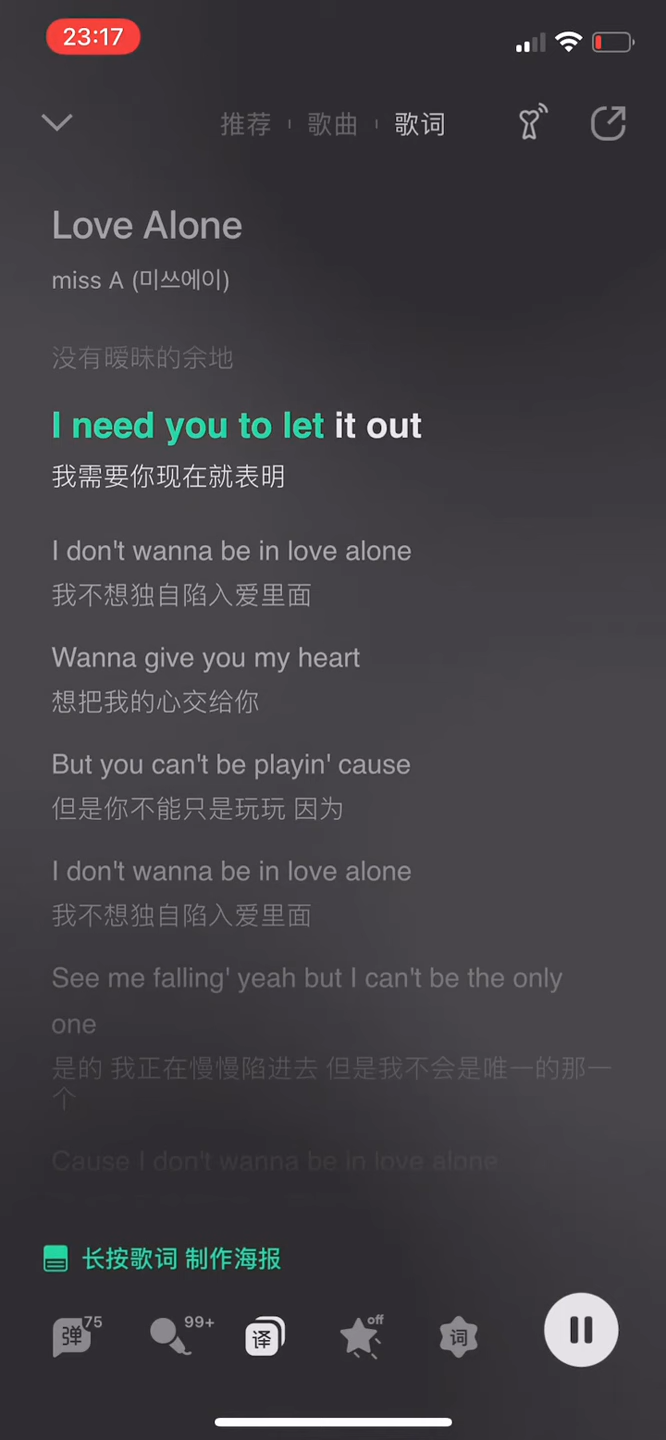 23:17
推荐 歌曲 歌词
Love Alone
miss A (미쓰에이)
没有暧昧的余地
I need you to let it out
我需要你现在就表明
I don't wanna be in love alone
我不想独自陷入爱里面
Wanna give you my heart
想把我的心交给你
But you can't be playin' cause
但是你不能只是玩玩 因为
I don't wanna be in love alone
我不想独自陷入爱里面
See me falling' yeah but I can't be the only
one
是的 我正在慢慢陷进去 但是我不会是唯一的那一
个
Cause I don't wanna be in love alone
长按歌词 制作海报
弹 75 99+ 译 off 词